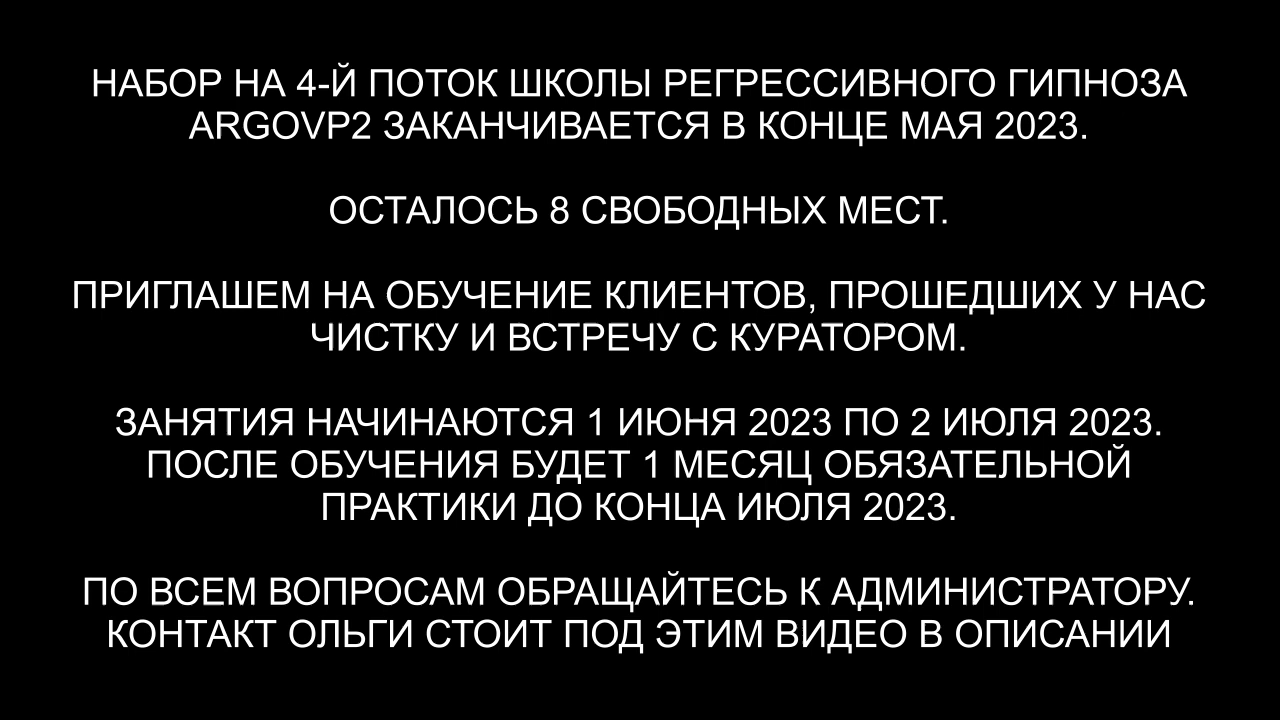 НАБОР НА 4-Й ПОТОК ШКОЛЫ РЕГРЕССИВНОГО ГИПНОЗА
ARGOVP2 ЗАКАНЧИВАЕТСЯ В КОНЦЕ МАЯ 2023.
ОСТАЛОСЬ 8 СВОБОДНЫХ МЕСТ.
ПРИГЛАШЕМ НА ОБУЧЕНИЕ КЛИЕНТОВ, ПРОШЕДШИХ У НАС
ЧИСТКУ И ВСТРЕЧУ С КУРАТОРОМ.
ЗАНЯТИЯ НАЧИНАЮТСЯ 1 ИЮНЯ 2023 ПО 2 ИЮЛЯ 2023.
ПОСЛЕ ОБУЧЕНИЯ БУДЕТ 1 МЕСЯЦ ОБЯЗАТЕЛЬНОЙ
ПРАКТИКИ ДО КОНЦА ИЮЛЯ 2023.
ПО ВСЕМ ВОПРОСАМ ОБРАЩАЙТЕСЬ К АДМИНИСТРАТОРУ.
КОНТАКТ ОЛЬГИ СТОИТ ПОД ЭТИМ ВИДЕО В ОПИСАНИИ